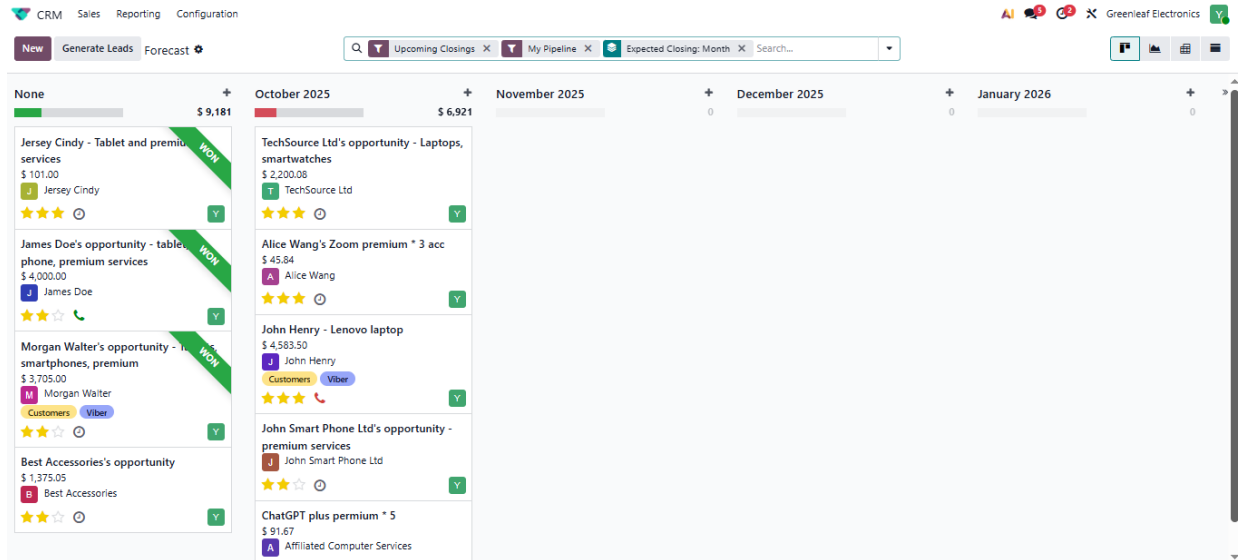 CRM Sales Reporting Configuration
AI 5 2 Greenleaf Electronics Y
New Generate Leads Forecast
Upcoming Closings × My Pipeline × Expected Closing: Month × Search...
None +
$ 9,181
Jersey Cindy - Tablet and premiu
services
WON
$ 101.00
J Jersey Cindy
Y
James Doe's opportunity - tablet
phone, premium services
WON
$ 4,000.00
J James Doe
Y
Morgan Walter's opportunity -
smartphones, premium
WON
$ 3,705.00
M Morgan Walter
Customers Viber
Y
Best Accessories's opportunity
$ 1,375.05
B Best Accessories
Y
October 2025 +
$ 6,921
TechSource Ltd's opportunity - Laptops,
smartwatches
$ 2,200.08
T TechSource Ltd
Y
Alice Wang's Zoom premium * 3 acc
$ 45.84
A Alice Wang
Y
John Henry - Lenovo laptop
$ 4,583.50
J John Henry
Customers Viber
Y
John Smart Phone Ltd's opportunity -
premium services
J John Smart Phone Ltd
Y
ChatGPT plus permium * 5
$ 91.67
A Affiliated Computer Services
November 2025 +
0
December 2025 +
0
January 2026 +
0
»